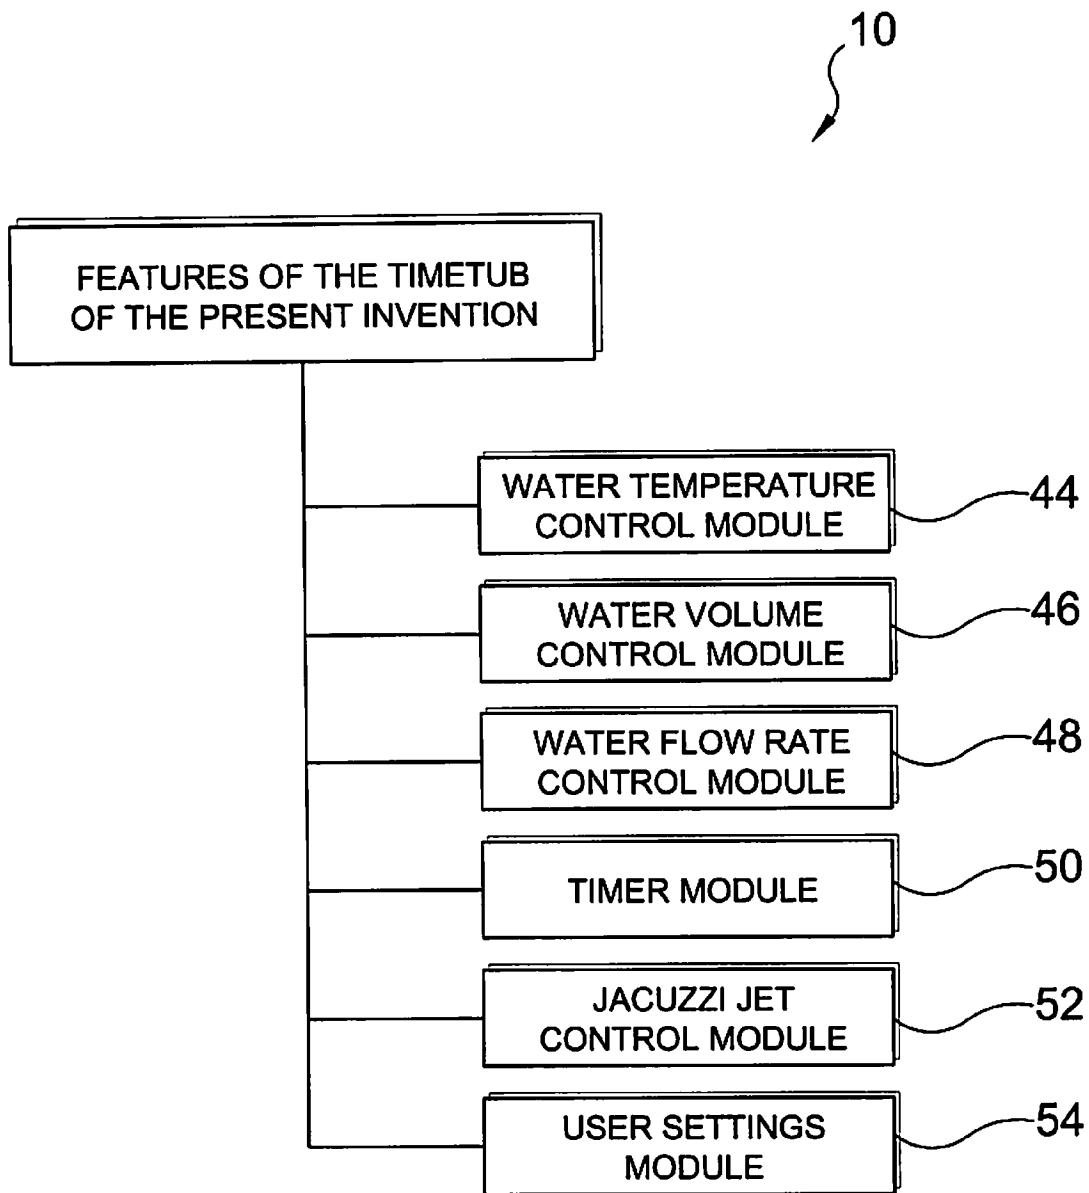 10
FEATURES OF THE TIMETUB
OF THE PRESENT INVENTION
WATER TEMPERATURE
CONTROL MODULE
44
WATER VOLUME
CONTROL MODULE
46
WATER FLOW RATE
CONTROL MODULE
48
TIMER MODULE
50
JACUZZI JET
CONTROL MODULE
52
USER SETTINGS
MODULE
54